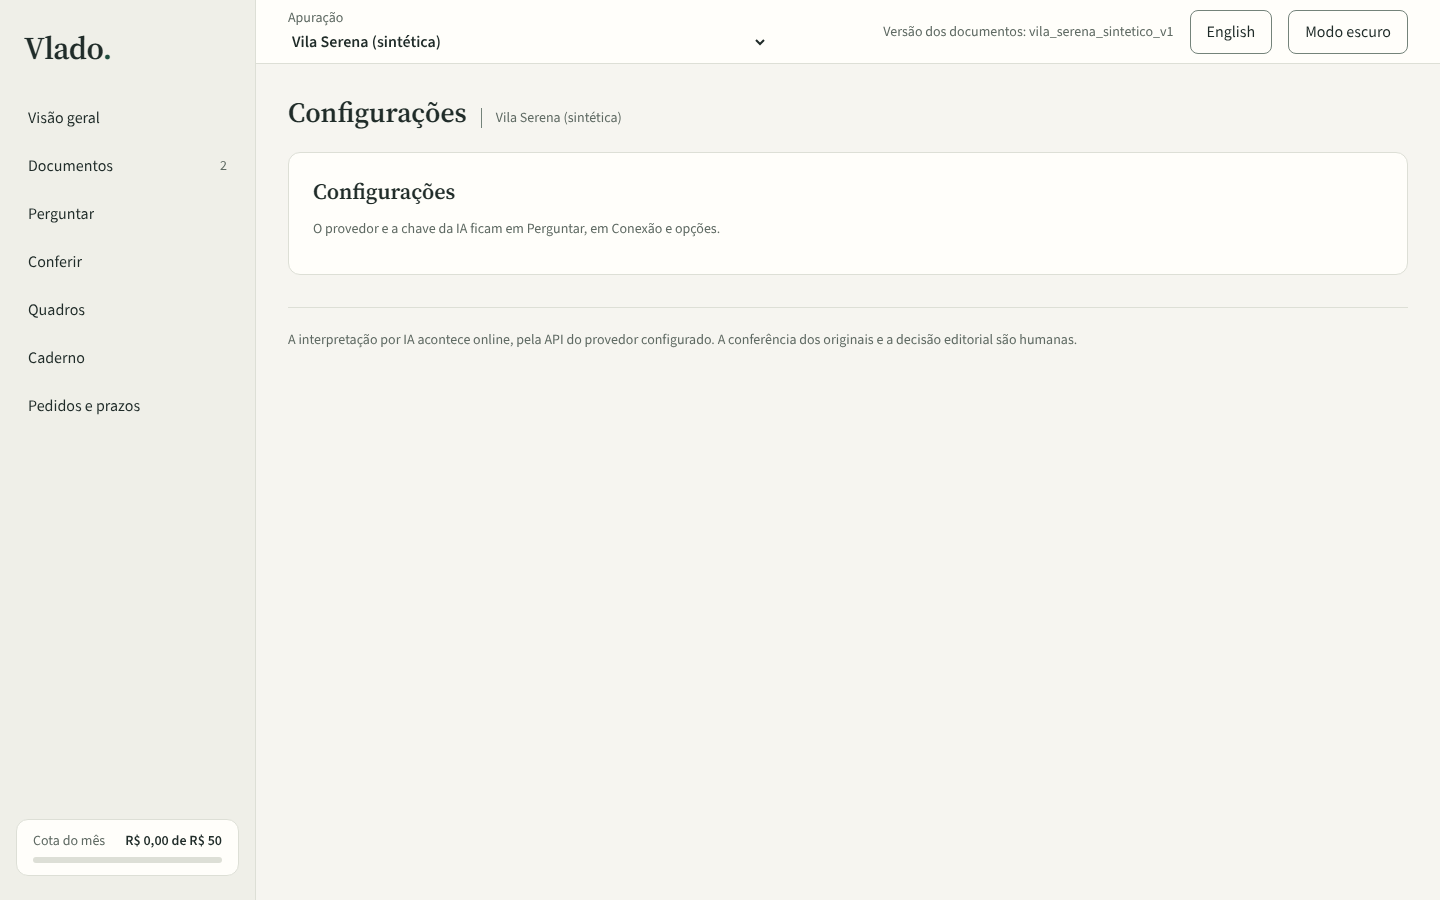 Vlado.
Visão geral
Documentos 2
Perguntar
Conferir
Quadros
Caderno
Pedidos e prazos
Cota do mês R$ 0,00 de R$ 50
Apuração
Vila Serena (sintética)
Versão dos documentos: vila_serena_sintetico_v1
English
Modo escuro
Configurações
Vila Serena (sintética)
Configurações
O provedor e a chave da IA ficam em Perguntar, em Conexão e opções.
A interpretação por IA acontece online, pela API do provedor configurado. A conferência dos originais e a decisão editorial são humanas.